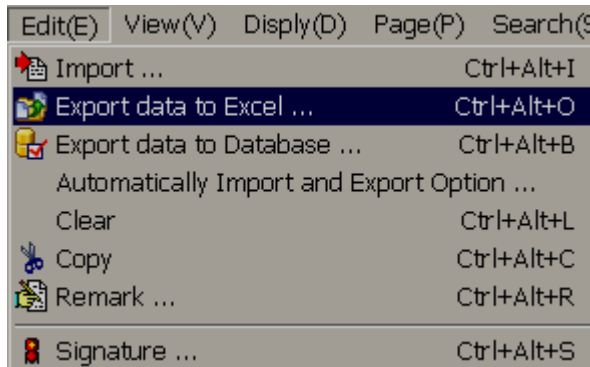 Edit(E) View(V) Disply(D) Page(P) Search(S
Import ... Ctrl+Alt+I
Export data to Excel ... Ctrl+Alt+O
Export data to Database ... Ctrl+Alt+B
Automatically Import and Export Option ...
Clear Ctrl+Alt+L
Copy Ctrl+Alt+C
Remark ... Ctrl+Alt+R
Signature ... Ctrl+Alt+S